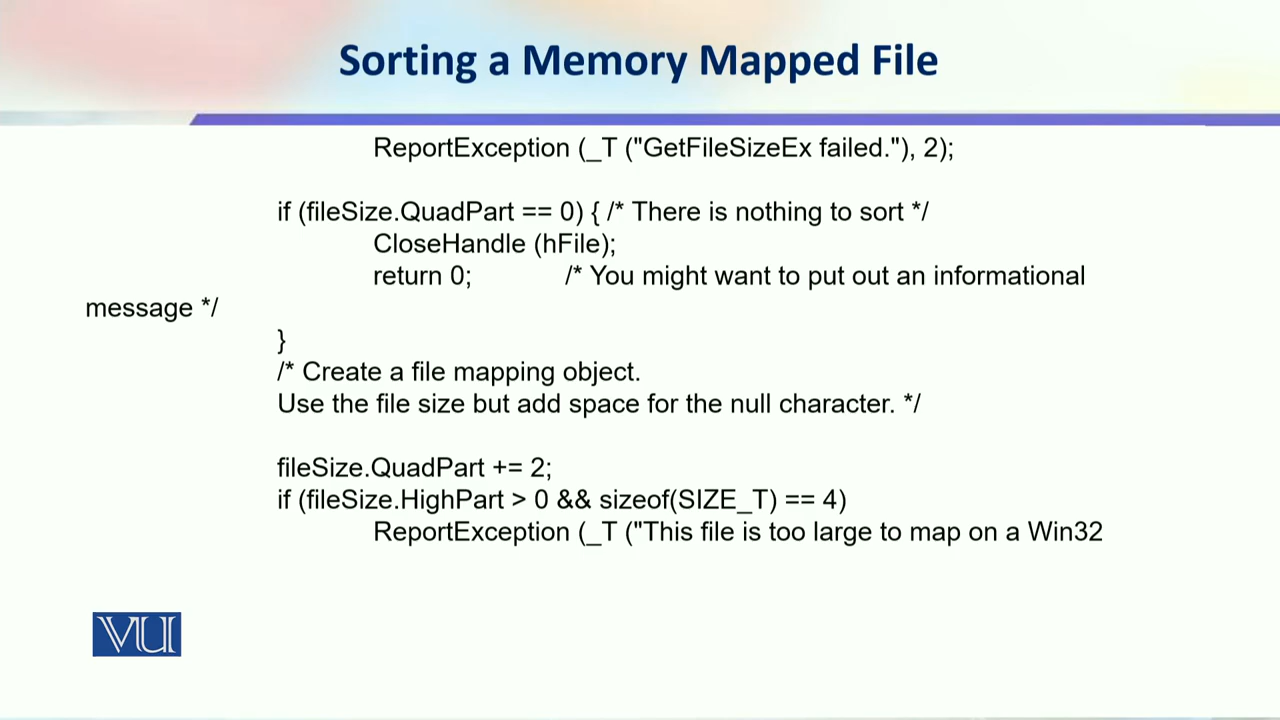 Sorting a Memory Mapped File
ReportException (_T ("GetFileSizeEx failed."), 2);
if (fileSize.QuadPart == 0) { /* There is nothing to sort */
CloseHandle (hFile);
return 0; /* You might want to put out an informational
message */
}
/* Create a file mapping object.
Use the file size but add space for the null character. */
fileSize.QuadPart += 2;
if (fileSize.HighPart > 0 && sizeof(SIZE_T) == 4)
ReportException (_T ("This file is too large to map on a Win32
VU